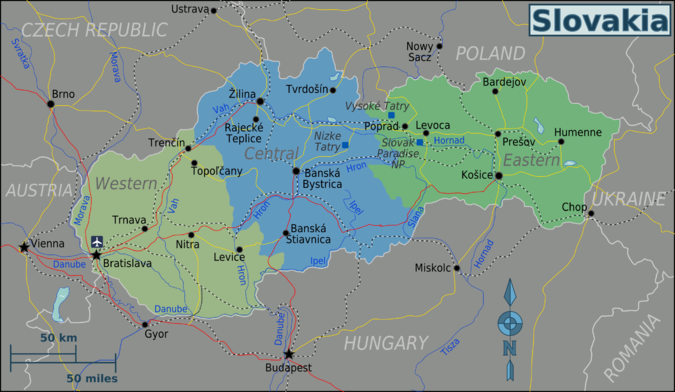 Ustrava
Slovakia
CZECH REPUBLIC
Svratka
Morava
Nowy
Sacz
POLAND
Brno
Žilina
Tvrdošín
Bardejov
Vah
Vysoké Tatry
Rajecké
Teplice
Poprad
Levoca
Humenne
Trenčín
Nizke
Tatry
Slovak
Paradise
NP
Hornad
Prešov
Central
Eastern
Topoľčany
Hron
Košice
AUSTRIA
Western
Banská
Bystrica
UKRAINE
Morava
Vah
Hron
Ipel
Slana
Chop
Trnava
Nitra
Banská
Stiavnica
Hornad
Vienna
Levice
Danube
Bratislava
Ipel
Miskolc
Hron
Danube
Gyor
Danube
HUNGARY
Tisza
ROMANIA
50 km
50 miles
N
Budapest